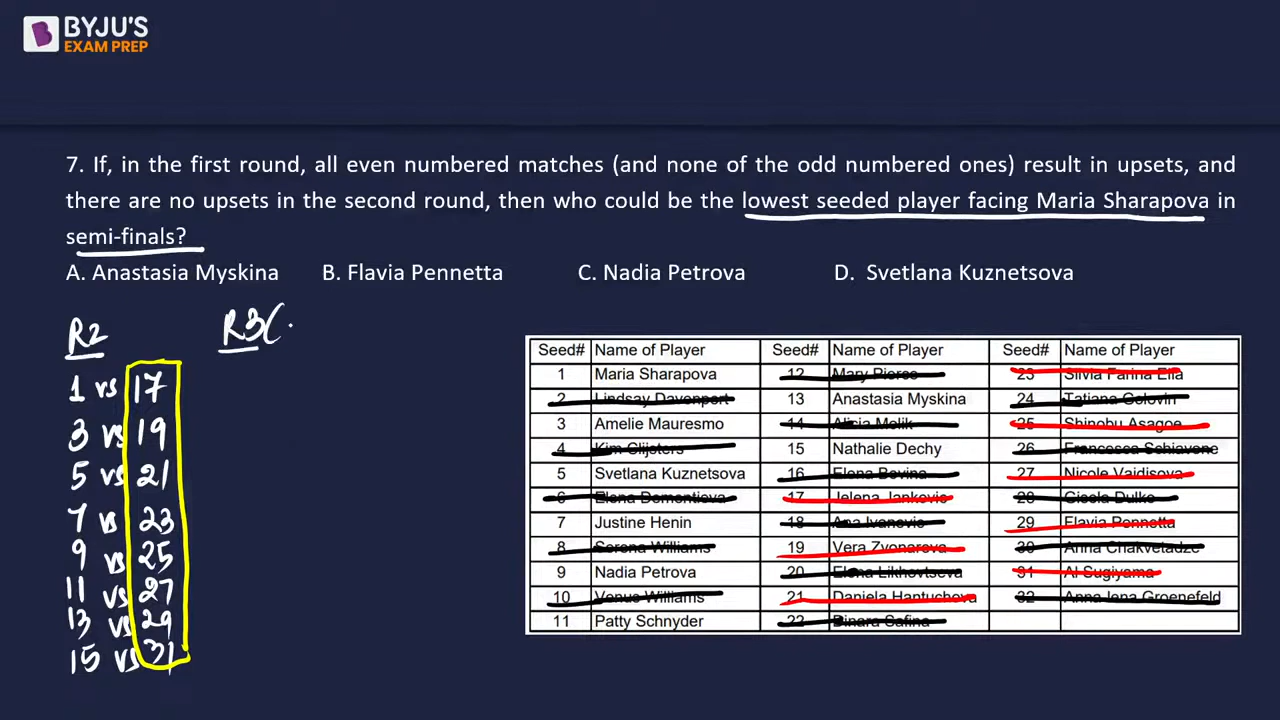 BYJU'S
EXAM PREP
7. If, in the first round, all even numbered matches (and none of the odd numbered ones) result in upsets, and
there are no upsets in the second round, then who could be the lowest seeded player facing Maria Sharapova in
semi-finals?
A. Anastasia Myskina B. Flavia Pennetta C. Nadia Petrova D. Svetlana Kuznetsova
R2 R3(
1 vs 17
3 vs 19
5 vs 21
7 vs 23
9 vs 25
11 vs 27
13 vs 29
15 vs 31
Seed# Name of Player Seed# Name of Player Seed# Name of Player
1 Maria Sharapova 12 Mary Pierce 23 Silvia Farina Elia
2 Lindsay Davenport 13 Anastasia Myskina 24 Tatiana Golovin
3 Amelie Mauresmo 14 Alicia Molik 25 Shinobu Asagoe
4 Kim Clijsters 15 Nathalie Dechy 26 Francesca Schiavone
5 Svetlana Kuznetsova 16 Elena Bovina 27 Nicole Vaidisova
6 Elena Dementieva 17 Jelena Jankovic 28 Gisela Dulko
7 Justine Henin 18 Ana Ivanovic 29 Flavia Pennetta
8 Serena Williams 19 Vera Zvonareva 30 Anna Chakvetadze
9 Nadia Petrova 20 Elena Likhovtseva 31 Al Sugiyama
10 Venus Williams 21 Daniela Hantuchova 32 Anna-lena Groenefeld
11 Patty Schnyder 22 Dinara Safina